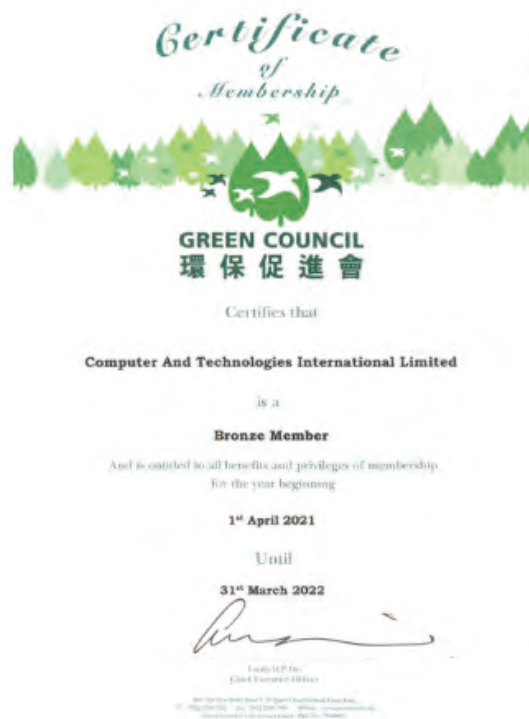 Certificate
of
Membership
GREEN COUNCIL
環保促進會
Certifies that
Computer And Technologies International Limited
is a
Bronze Member
And is entitled to all benefits and privileges of membership
for the year beginning
1st April 2021
Until
31st March 2022
Chief Executive Officer